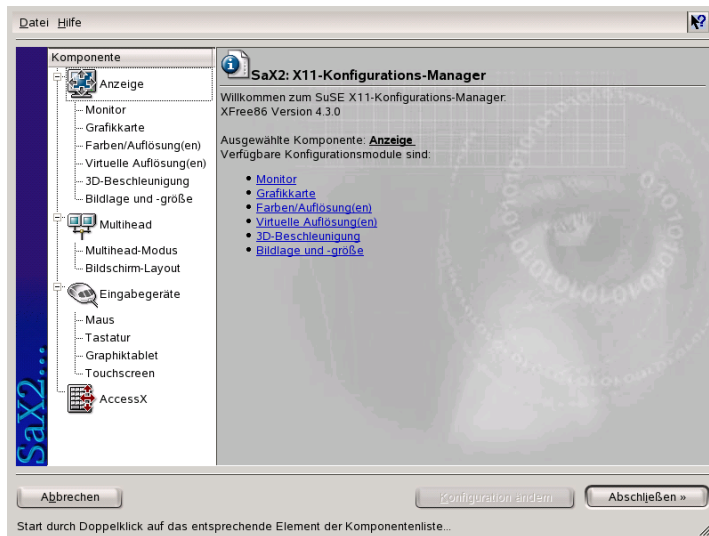 Datei Hilfe
Komponente
Anzeige
Monitor
Grafikkarte
Farben/Auflösung(en)
Virtuelle Auflösung(en)
3D-Beschleunigung
Bildlage und -größe
Multihead
Multihead-Modus
Bildschirm-Layout
Eingabegeräte
Maus
Tastatur
Graphiktablet
Touchscreen
AccessX
SaX2...
SaX2: X11-Konfigurations-Manager
Willkommen zum SuSE X11-Konfigurations-Manager:
XFree86 Version 4.3.0
Ausgewählte Komponente: Anzeige
Verfügbare Konfigurationsmodule sind:
Monitor
Grafikkarte
Farben/Auflösung(en)
Virtuelle Auflösung(en)
3D-Beschleunigung
Bildlage und -größe
Abbrechen
Konfiguration ändern
Abschließen »
Start durch Doppelklick auf das entsprechende Element der Komponentenliste...